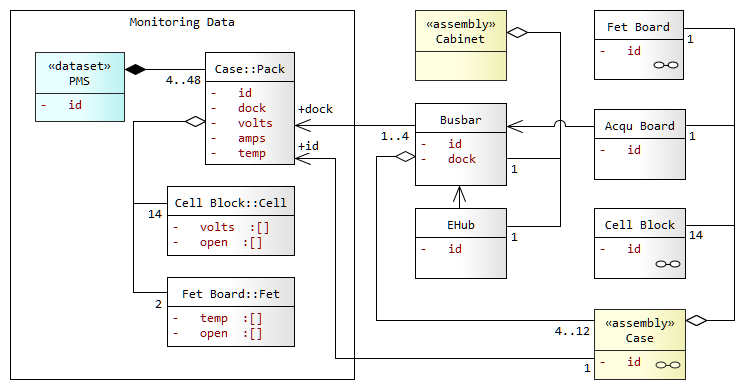 Monitoring Data
«dataset»
PMS
- id
4..48
Case::Pack
- id
- dock
- volts
- amps
- temp
+dock
+id
Cell Block::Cell
- volts :[]
- open :[]
14
Fet Board::Fet
- temp :[]
- open :[]
2
«assembly»
Cabinet
Busbar
- id
- dock
1..4
1
EHub
- id
1
Fet Board
- id
1
Acqu Board
- id
1
Cell Block
- id
14
«assembly»
Case
- id
4..12
1